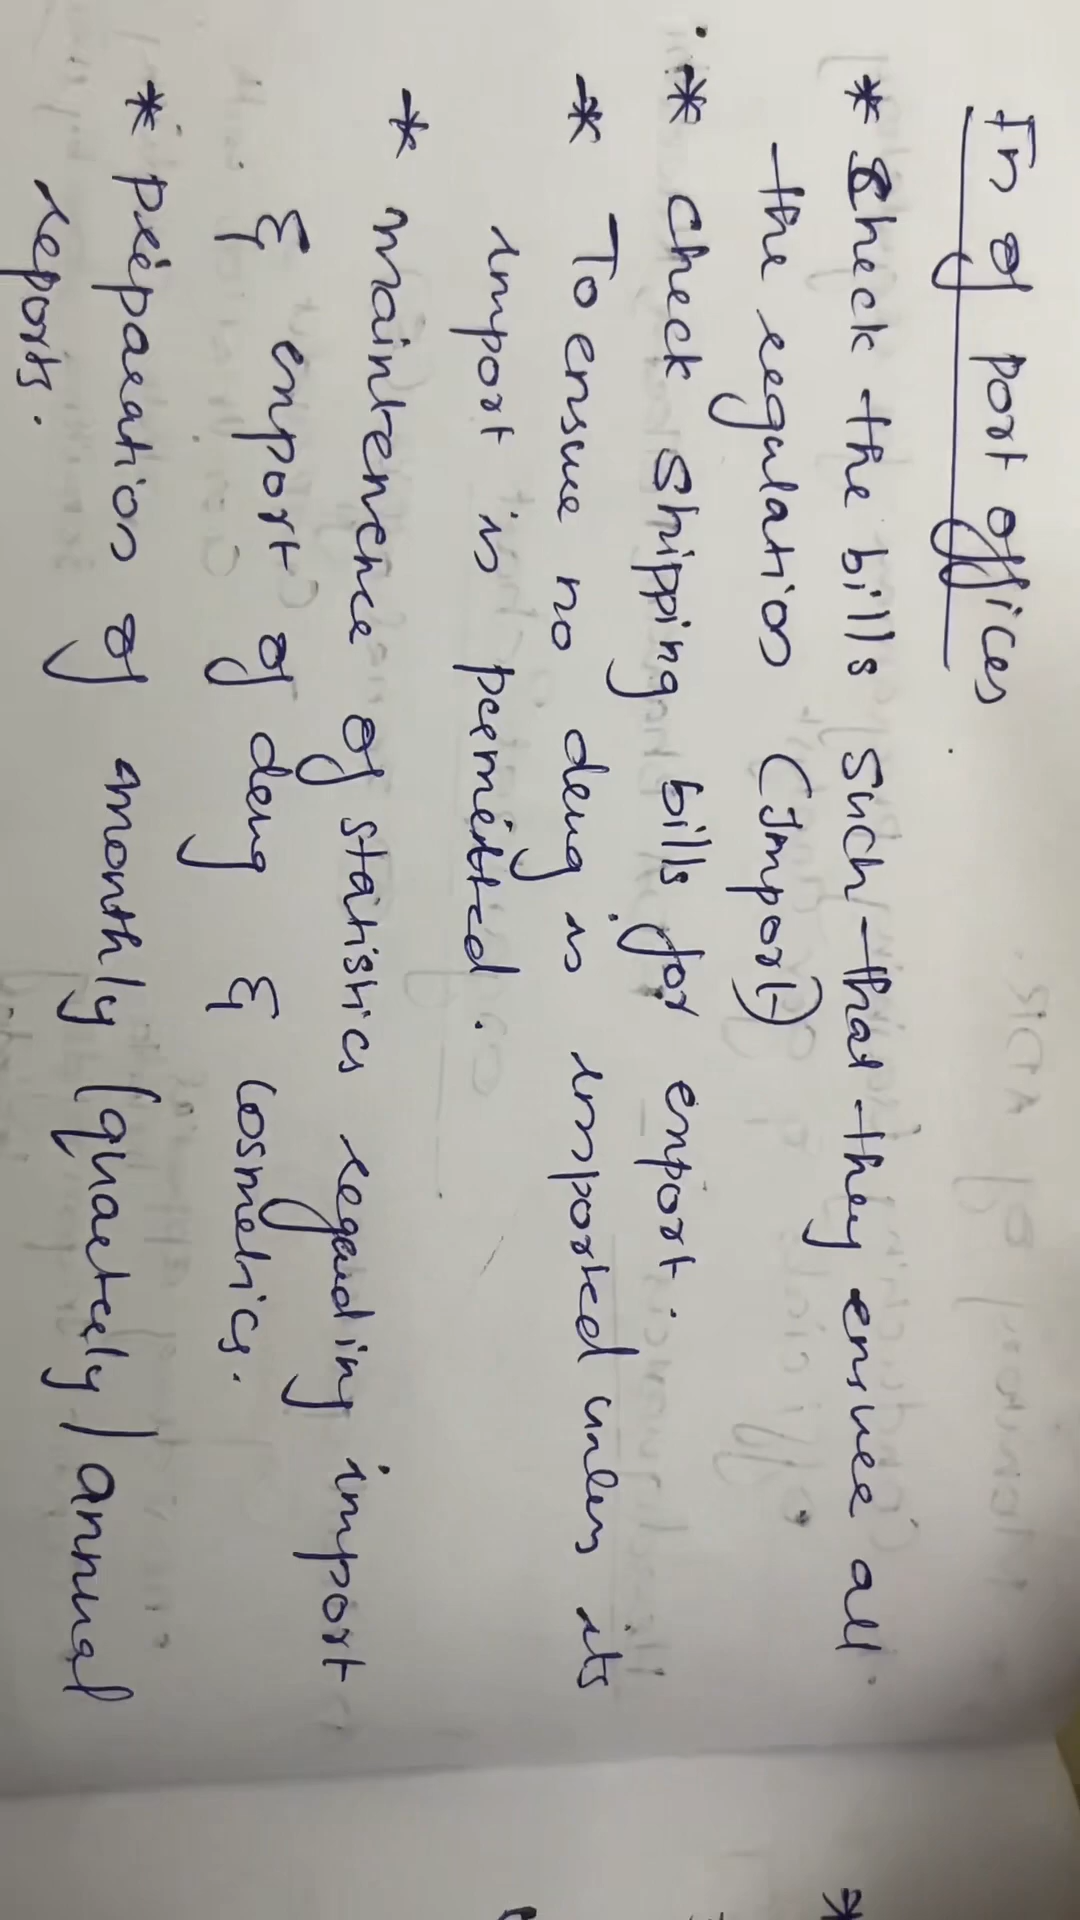 Fn of port offices
* Check the bills such that they ensure all
the regulation (Import)
* check shipping bills for export.
* To ensure no drug is imported unless its
import is permitted.
* maintenence of statistics regarding import
& export of drug & cosmetics.
* preparation of monthly / quarterly / annual
reports.